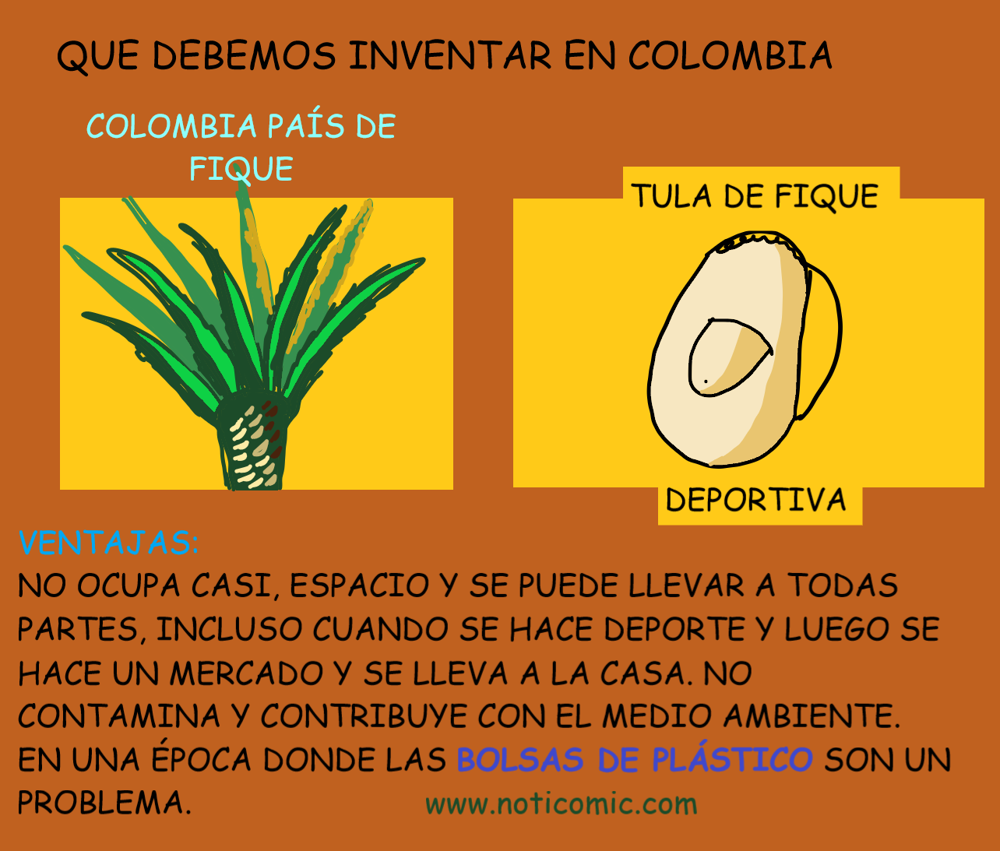 QUE DEBEMOS INVENTAR EN COLOMBIA
COLOMBIA PAÍS DE
FIQUE
TULA DE FIQUE
DEPORTIVA
VENTAJAS:
NO OCUPA CASI, ESPACIO Y SE PUEDE LLEVAR A TODAS
PARTES, INCLUSO CUANDO SE HACE DEPORTE Y LUEGO SE
HACE UN MERCADO Y SE LLEVA A LA CASA. NO
CONTAMINA Y CONTRIBUYE CON EL MEDIO AMBIENTE.
EN UNA ÉPOCA DONDE LAS BOLSAS DE PLÁSTICO SON UN
PROBLEMA.
www.noticomic.com